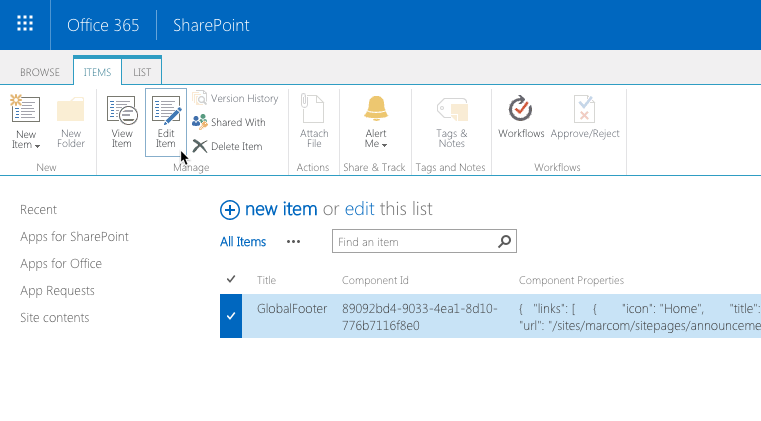 Office 365 SharePoint
BROWSE ITEMS LIST
New Item
New Folder
View Item
Edit Item
Version History
Shared With
Delete Item
Attach File
Alert Me
Tags & Notes
Workflows
Approve/Reject
New
Manage
Actions
Share & Track
Tags and Notes
Workflows
Recent
Apps for SharePoint
Apps for Office
App Requests
Site contents
new item or edit this list
All Items ••• Find an item
Title Component Id Component Properties
GlobalFooter
89092bd4-9033-4ea1-8d10-
776b7116f8e0
{ "links": [ { "icon": "Home", "title":
"url": "/sites/marcom/sitepages/announceme